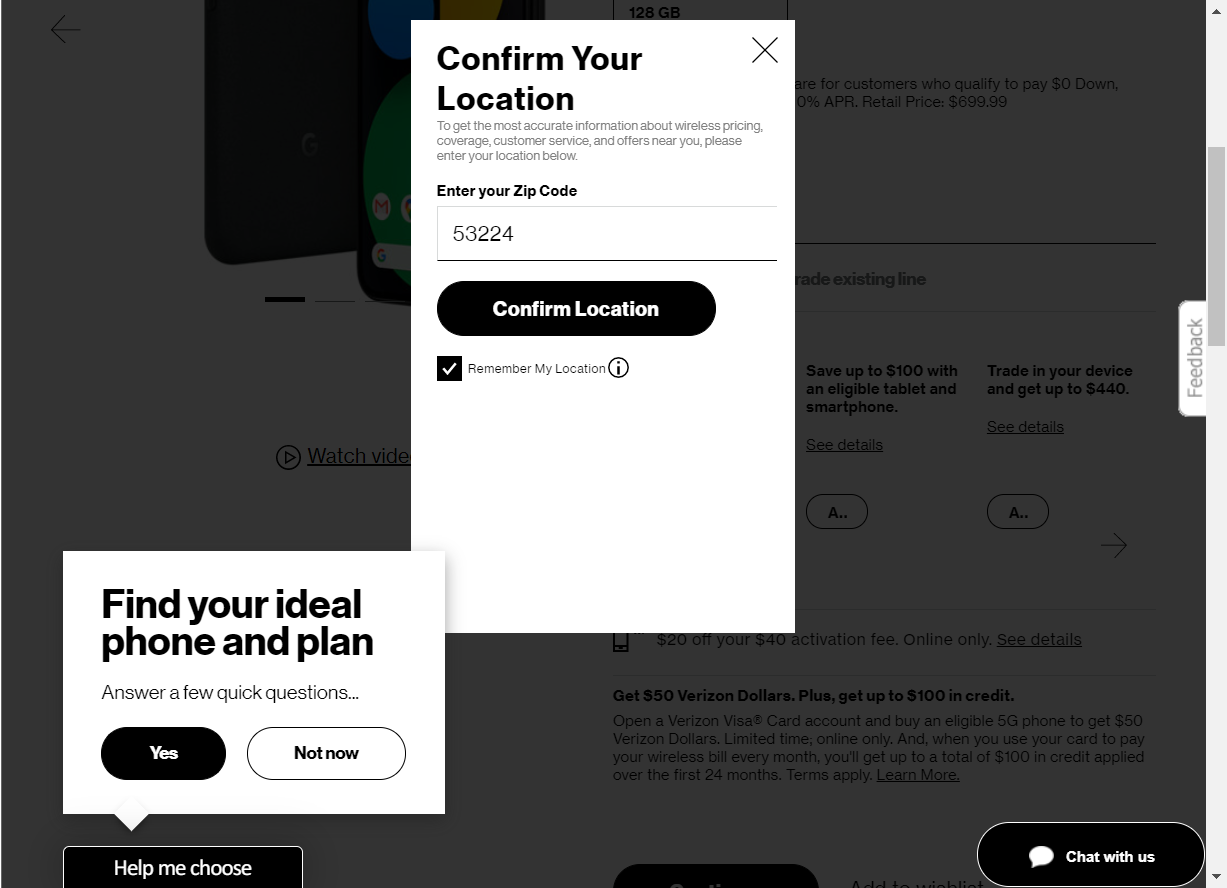 128 GB
are for customers who qualify to pay $0 Down,
0% APR. Retail Price: $699.99
Confirm Your
Location
To get the most accurate information about wireless pricing,
coverage, customer service, and offers near you, please
enter your location below.
Enter your Zip Code
53224
Confirm Location
Remember My Location
rade existing line
Save up to $100 with
an eligible tablet and
smartphone.
See details
A..
Trade in your device
and get up to $440.
See details
A..
Feedback
Watch vide
$20 off your $40 activation fee. Online only. See details
Get $50 Verizon Dollars. Plus, get up to $100 in credit.
Open a Verizon Visa® Card account and buy an eligible 5G phone to get $50
Verizon Dollars. Limited time; online only. And, when you use your card to pay
your wireless bill every month, you'll get up to a total of $100 in credit applied
over the first 24 months. Terms apply. Learn More.
Find your ideal
phone and plan
Answer a few quick questions...
Yes
Not now
Help me choose
Chat with us
Add to wishlist